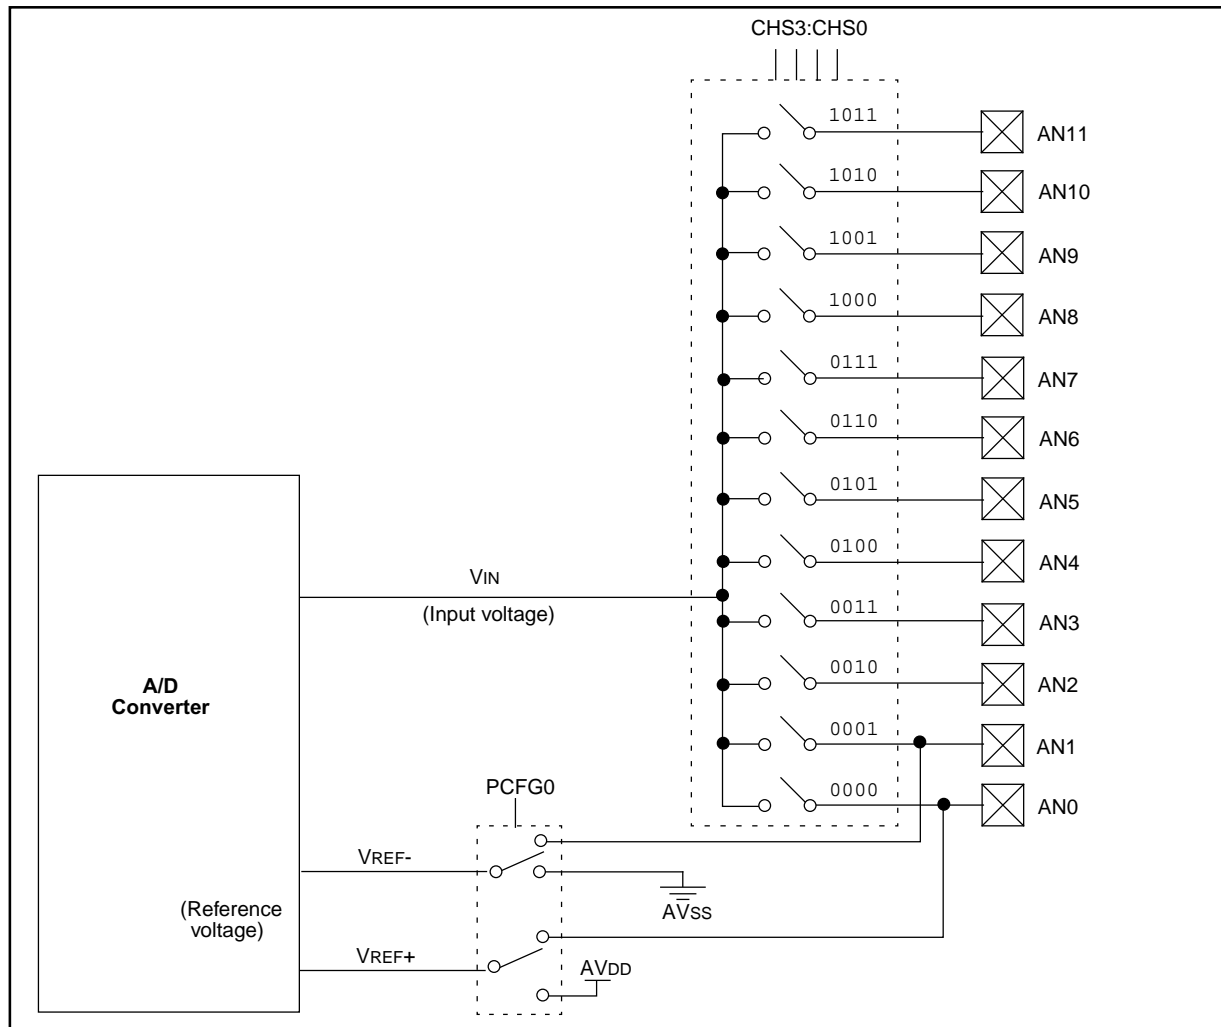 CHS3:CHS0
1011
AN11
1010
AN10
1001
AN9
1000
AN8
0111
AN7
0110
AN6
0101
AN5
0100
AN4
VIN
(Input voltage)
0011
AN3
0010
AN2
A/D
Converter
0001
AN1
0000
AN0
PCFG0
VREF-
AVSS
(Reference
voltage)
VREF+
AVDD